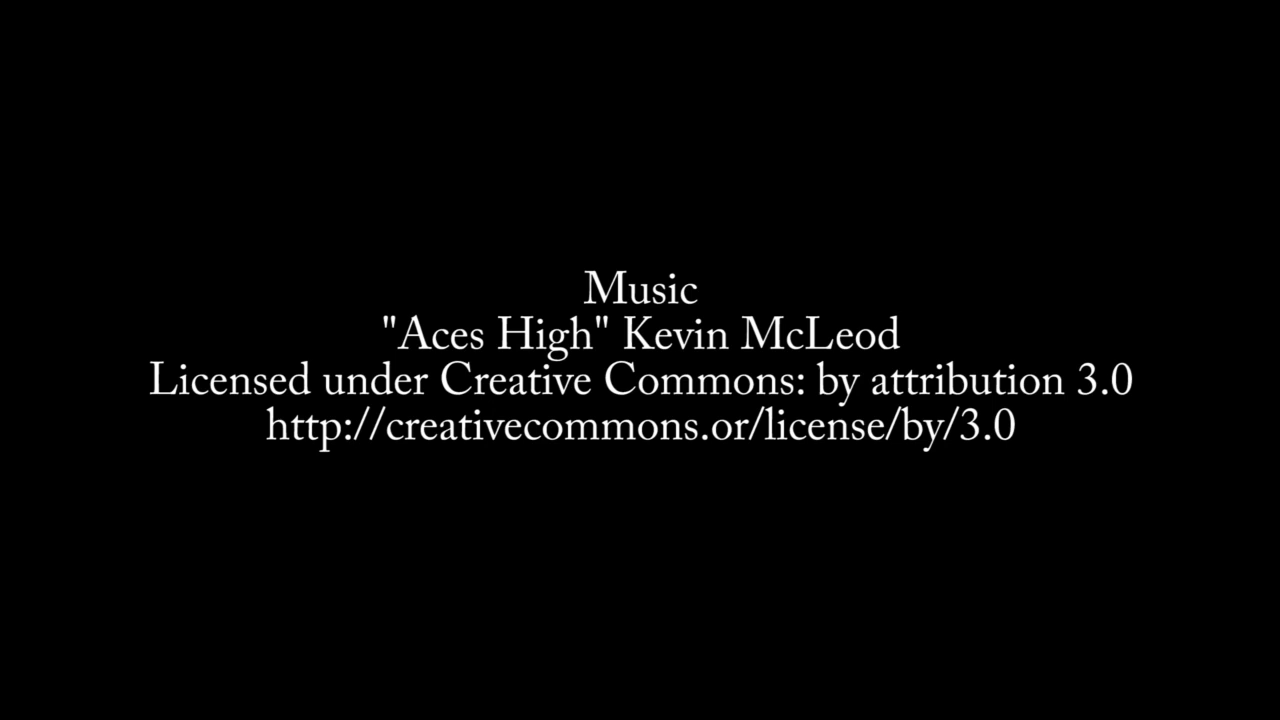 Music
"Aces High" Kevin McLeod
Licensed under Creative Commons: by attribution 3.0
http://creativecommons.or/license/by/3.0